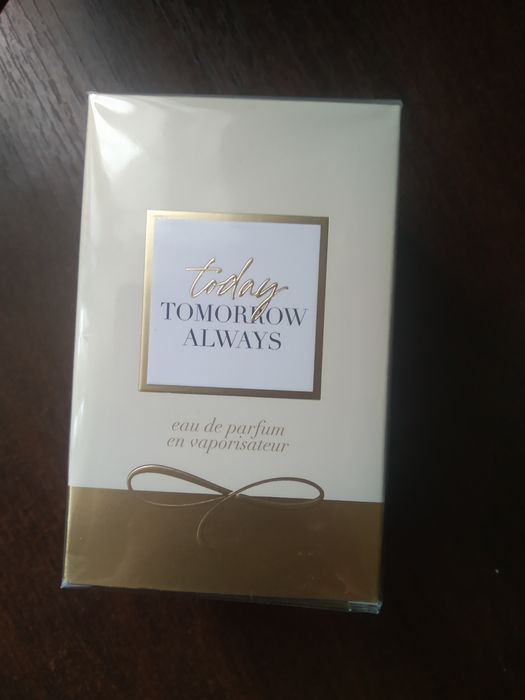 today
TOMORROW
ALWAYS
eau de parfum
en vaporisateur